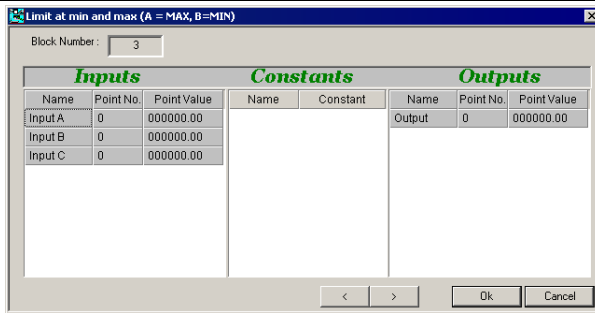 Limit at min and max (A = MAX, B=MIN)
Block Number: 3
Inputs Constants Outputs
Name Point No. Point Value Name Constant Name Point No. Point Value
Input A 0 000000.00 Output 0 000000.00
Input B 0 000000.00
Input C 0 000000.00
< > Ok Cancel